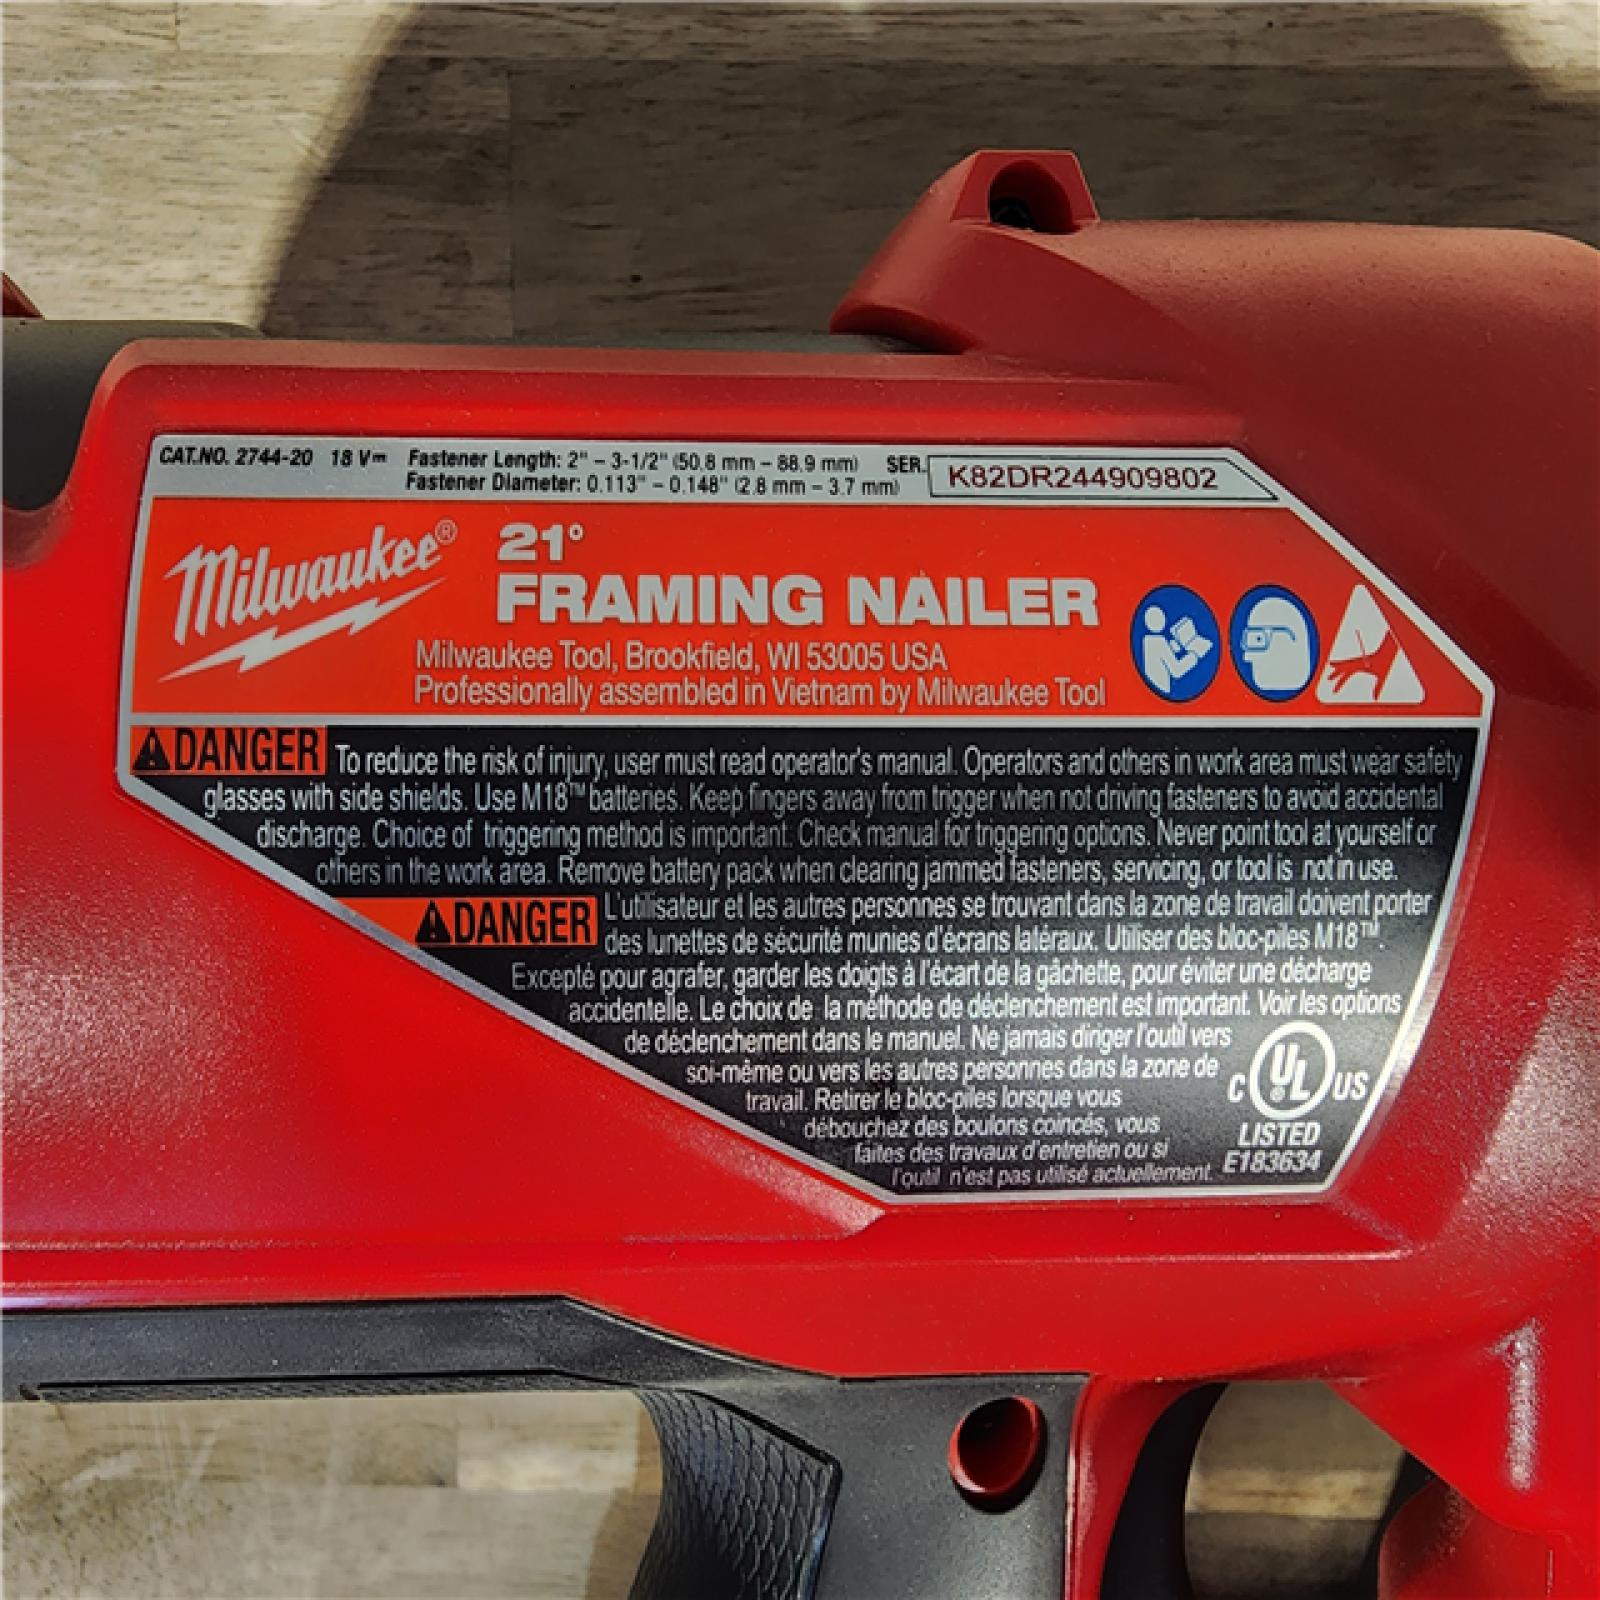 CAT.NO. 2744-20 18 V⎓ Fastener Length: 2" – 3-1/2" (50.8 mm – 88.9 mm) SER. K82DR244909802
Fastener Diameter: 0.113" – 0.148" (2.8 mm – 3.7 mm)
Milwaukee®
21°
FRAMING NAILER
Milwaukee Tool, Brookfield, WI 53005 USA
Professionally assembled in Vietnam by Milwaukee Tool
DANGER To reduce the risk of injury, user must read operator's manual. Operators and others in work area must wear safety
glasses with side shields. Use M18™ batteries. Keep fingers away from trigger when not driving fasteners to avoid accidental
discharge. Choice of triggering method is important. Check manual for triggering options. Never point tool at yourself or
others in the work area. Remove battery pack when clearing jammed fasteners, servicing, or tool is not in use.
DANGER L'utilisateur et les autres personnes se trouvant dans la zone de travail doivent porter
des lunettes de sécurité munies d'écrans latéraux. Utiliser des bloc-piles M18™.
Excepté pour agrafer, garder les doigts à l'écart de la gâchette, pour éviter une décharge
accidentelle. Le choix de la méthode de déclenchement est important. Voir les options
de déclenchement dans le manuel. Ne jamais diriger l'outil vers
soi-même ou vers les autres personnes dans la zone de
travail. Retirer le bloc-piles lorsque vous
débouchez des boulons coincés, vous
faites des travaux d'entretien ou si
l'outil n'est pas utilisé actuellement.
C UL® US
LISTED
E183634